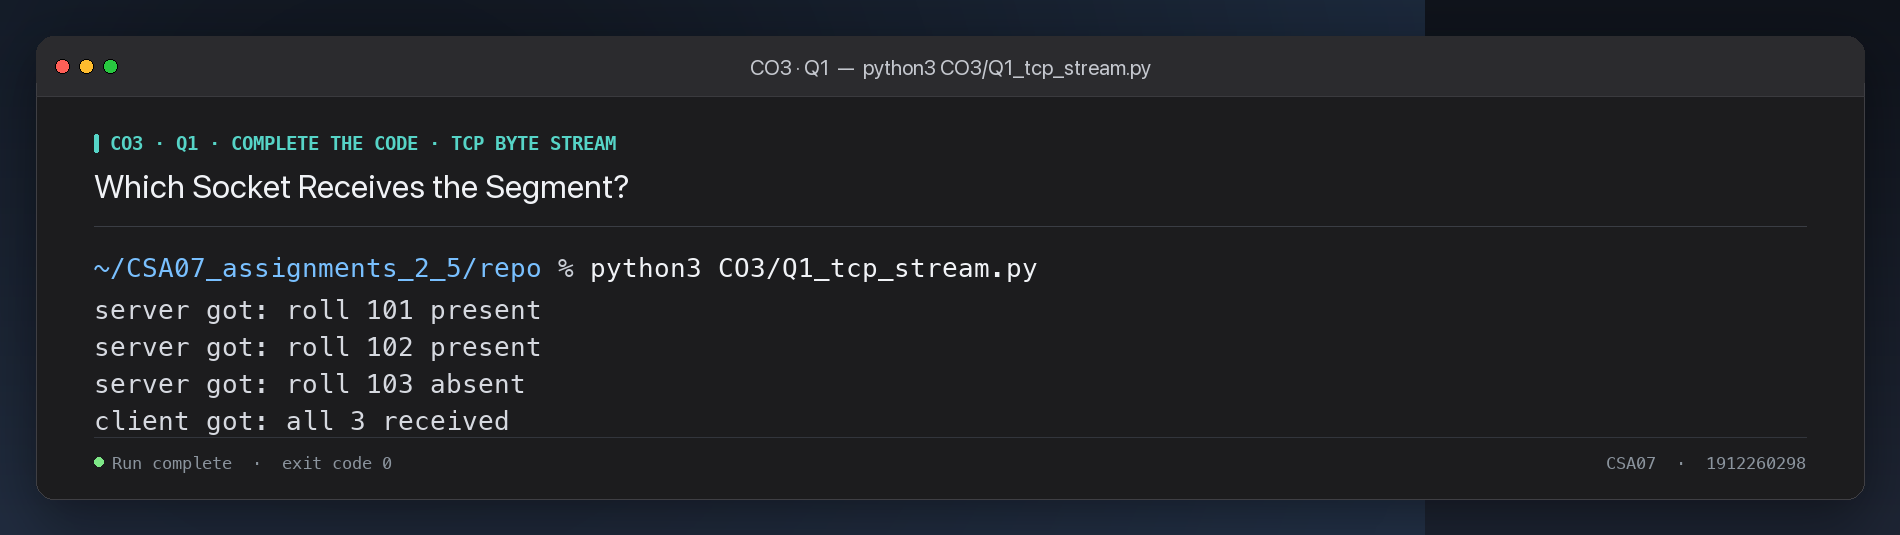 CO3 · Q1 — python3 CO3/Q1_tcp_stream.py
CO3 · Q1 · COMPLETE THE CODE · TCP BYTE STREAM
Which Socket Receives the Segment?
~/CSA07_assignments_2_5/repo % python3 CO3/Q1_tcp_stream.py
server got: roll 101 present
server got: roll 102 present
server got: roll 103 absent
client got: all 3 received
Run complete · exit code 0
CSA07 · 1912260298